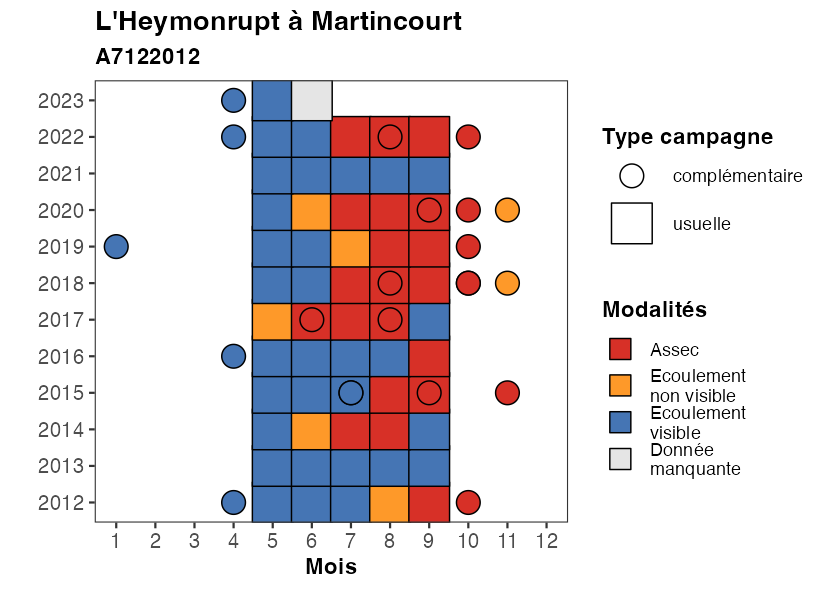 L'Heymonrupt à Martincourt
A7122012
2023
2022
2021
2020
2019
2018
2017
2016
2015
2014
2013
2012
1 2 3 4 5 6 7 8 9 10 11 12
Mois
Type campagne
complémentaire
usuelle
Modalités
Assec
Ecoulement
non visible
Ecoulement
visible
Donnée
manquante